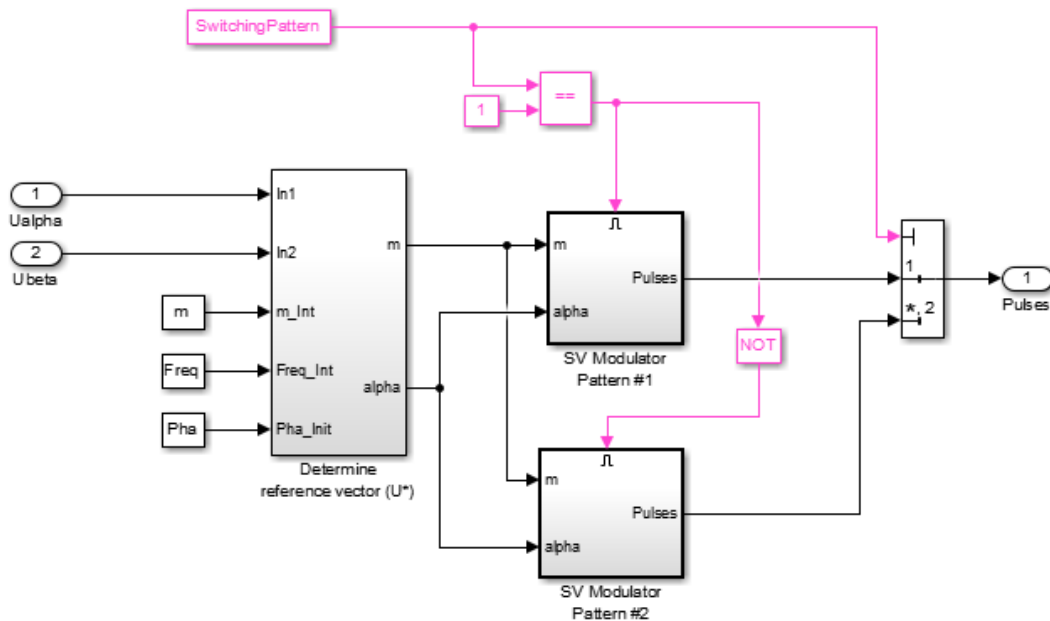 SwitchingPattern
==
1
1
Ualpha
2
Ubeta
m
Freq
Pha
In1
In2
m_Int
Freq_Int
Pha_Init
m
alpha
Determine
reference vector (U*)
m
alpha
Pulses
SV Modulator
Pattern #1
NOT
m
alpha
Pulses
SV Modulator
Pattern #2
1
*, 2
1
Pulses